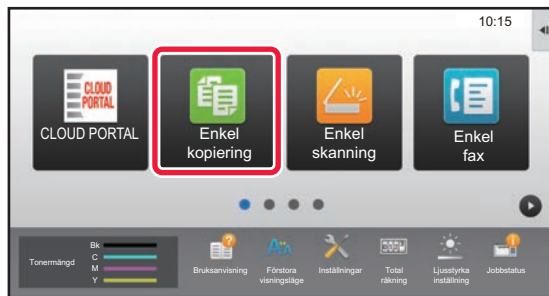 10:15
CLOUD
PORTAL
CLOUD PORTAL
Enkel
kopiering
Enkel
skanning
Enkel
fax
Tonermängd
Bk
C
M
Y
Bruksanvisning
Förstora
visningsläge
Inställningar
Total
räkning
Ljusstyrka
inställning
Jobbstatus